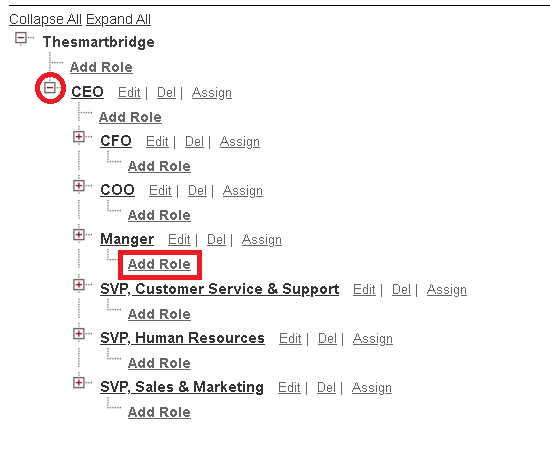 Collapse All Expand All
Thesmartbridge
Add Role
CEO Edit | Del | Assign
Add Role
CFO Edit | Del | Assign
Add Role
COO Edit | Del | Assign
Add Role
Manger Edit | Del | Assign
Add Role
SVP, Customer Service & Support Edit | Del | Assign
Add Role
SVP, Human Resources Edit | Del | Assign
Add Role
SVP, Sales & Marketing Edit | Del | Assign
Add Role